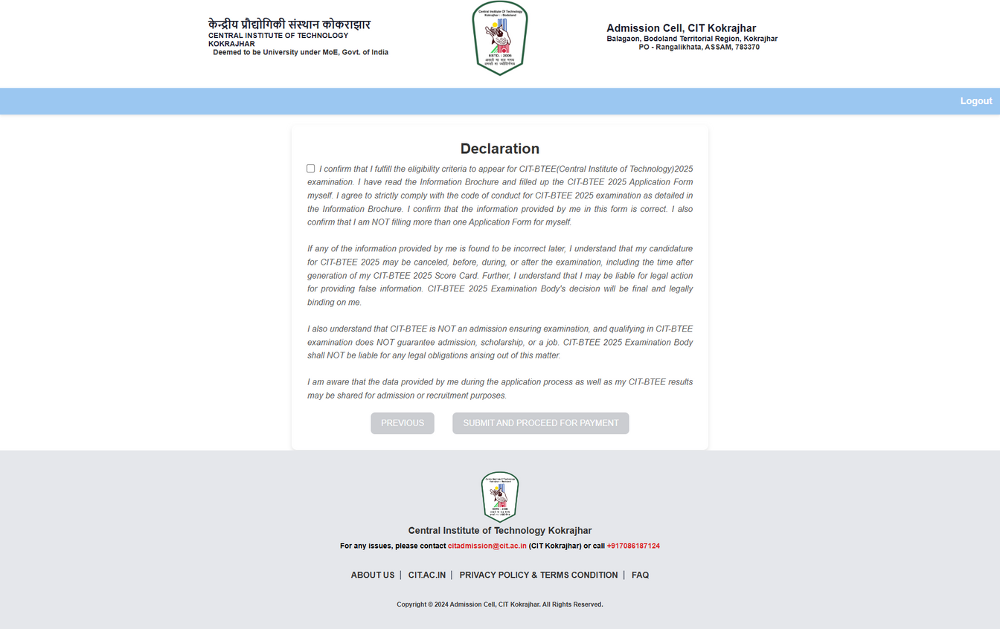 केन्द्रीय प्रौद्योगिकी संस्थान कोकराझार
CENTRAL INSTITUTE OF TECHNOLOGY
KOKRAJHAR
Deemed to be University under MoE, Govt. of India
Central Institute Of Technology
Kokrajhar : : Bodoland
ESTD. : 2006
असतो मा सद गमय
तमसो मा ज्योतिर्गमय
Admission Cell, CIT Kokrajhar
Balagaon, Bodoland Territorial Region, Kokrajhar
PO - Rangalikhata, ASSAM, 783370
Logout
Declaration
I confirm that I fulfill the eligibility criteria to appear for CIT-BTEE(Central Institute of Technology)2025
examination. I have read the Information Brochure and filled up the CIT-BTEE 2025 Application Form
myself. I agree to strictly comply with the code of conduct for CIT-BTEE 2025 examination as detailed in
the Information Brochure. I confirm that the information provided by me in this form is correct. I also
confirm that I am NOT filling more than one Application Form for myself.
If any of the information provided by me is found to be incorrect later, I understand that my candidature
for CIT-BTEE 2025 may be canceled, before, during, or after the examination, including the time after
generation of my CIT-BTEE 2025 Score Card. Further, I understand that I may be liable for legal action
for providing false information. CIT-BTEE 2025 Examination Body's decision will be final and legally
binding on me.
I also understand that CIT-BTEE is NOT an admission ensuring examination, and qualifying in CIT-BTEE
examination does NOT guarantee admission, scholarship, or a job. CIT-BTEE 2025 Examination Body
shall NOT be liable for any legal obligations arising out of this matter.
I am aware that the data provided by me during the application process as well as my CIT-BTEE results
may be shared for admission or recruitment purposes.
PREVIOUS SUBMIT AND PROCEED FOR PAYMENT
Central Institute of Technology Kokrajhar
For any issues, please contact citadmission@cit.ac.in (CIT Kokrajhar) or call +917086187124
ABOUT US | CIT.AC.IN | PRIVACY POLICY & TERMS CONDITION | FAQ
Copyright © 2024 Admission Cell, CIT Kokrajhar. All Rights Reserved.